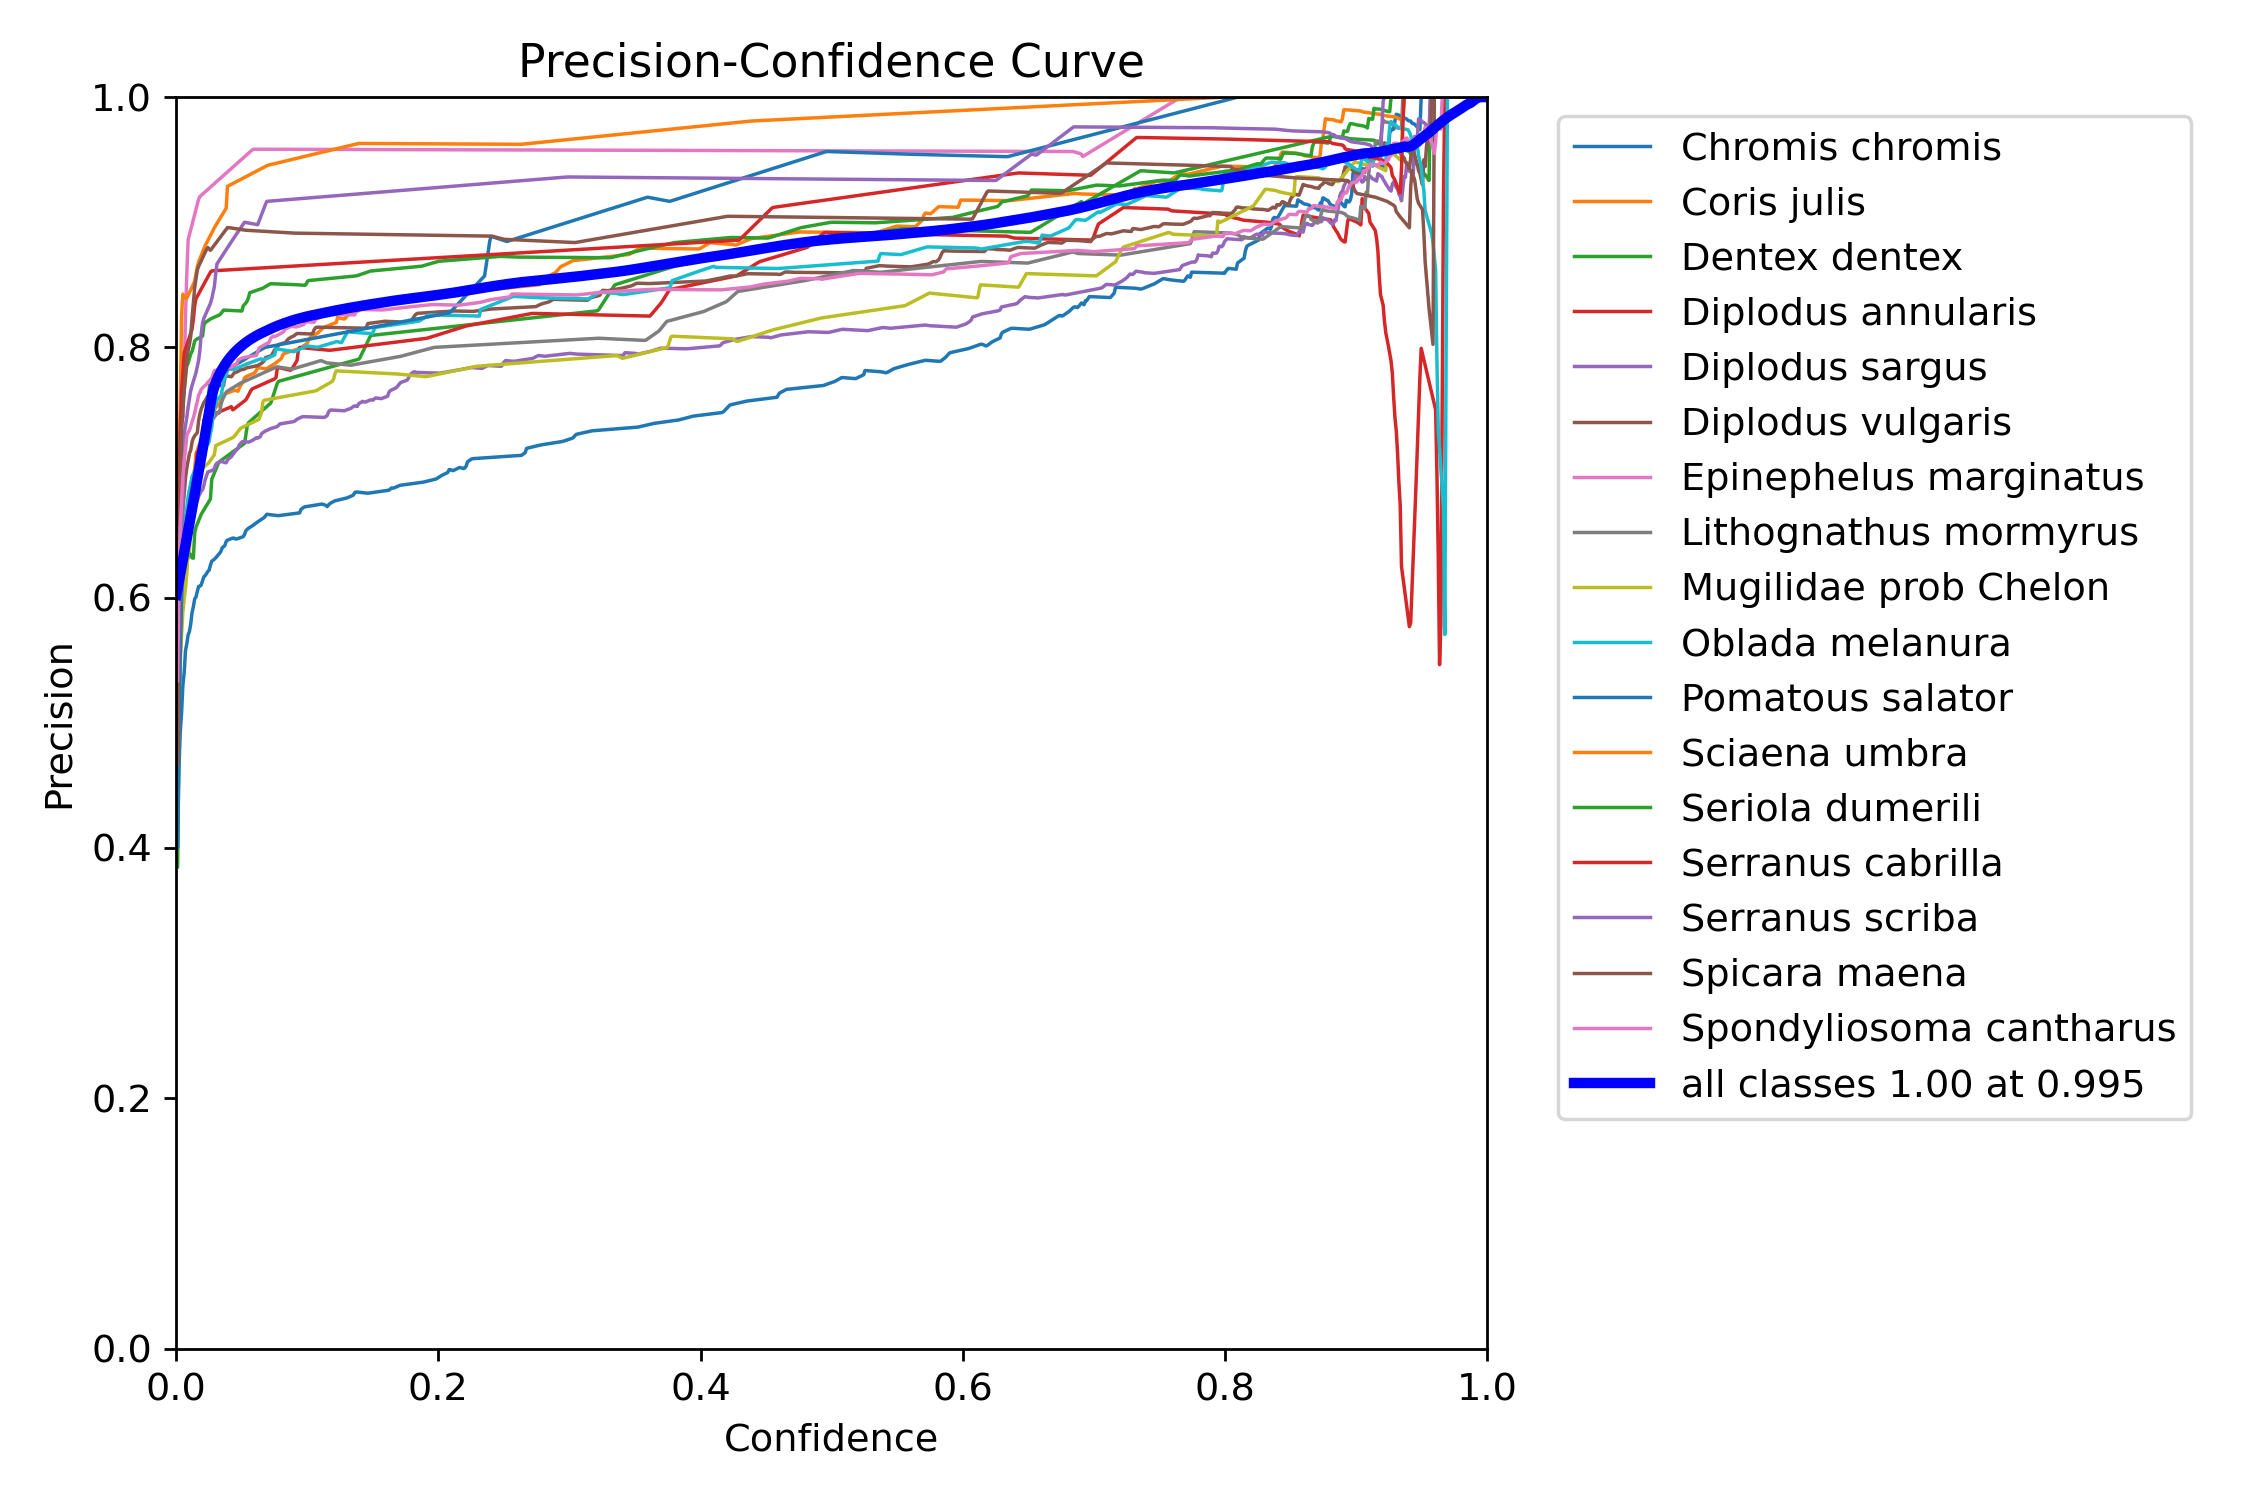 Precision-Confidence Curve
1.0
0.8
0.6
0.4
0.2
0.0
Precision
0.0 0.2 0.4 0.6 0.8 1.0
Confidence
Chromis chromis
Coris julis
Dentex dentex
Diplodus annularis
Diplodus sargus
Diplodus vulgaris
Epinephelus marginatus
Lithognathus mormyrus
Mugilidae prob Chelon
Oblada melanura
Pomatous salator
Sciaena umbra
Seriola dumerili
Serranus cabrilla
Serranus scriba
Spicara maena
Spondyliosoma cantharus
all classes 1.00 at 0.995